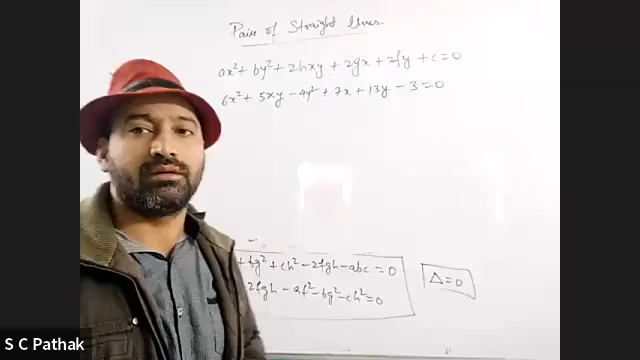 Pair of Straight lines.
ax² + by² + 2hxy + 2gx + 2fy + c = 0
6x² + 5xy - 4y² + 7x + 13y - 3 = 0
+ bg² + ch² - 2fgh - abc = 0
2fgh - af² - bg² - ch² = 0
Δ = 0
S C Pathak